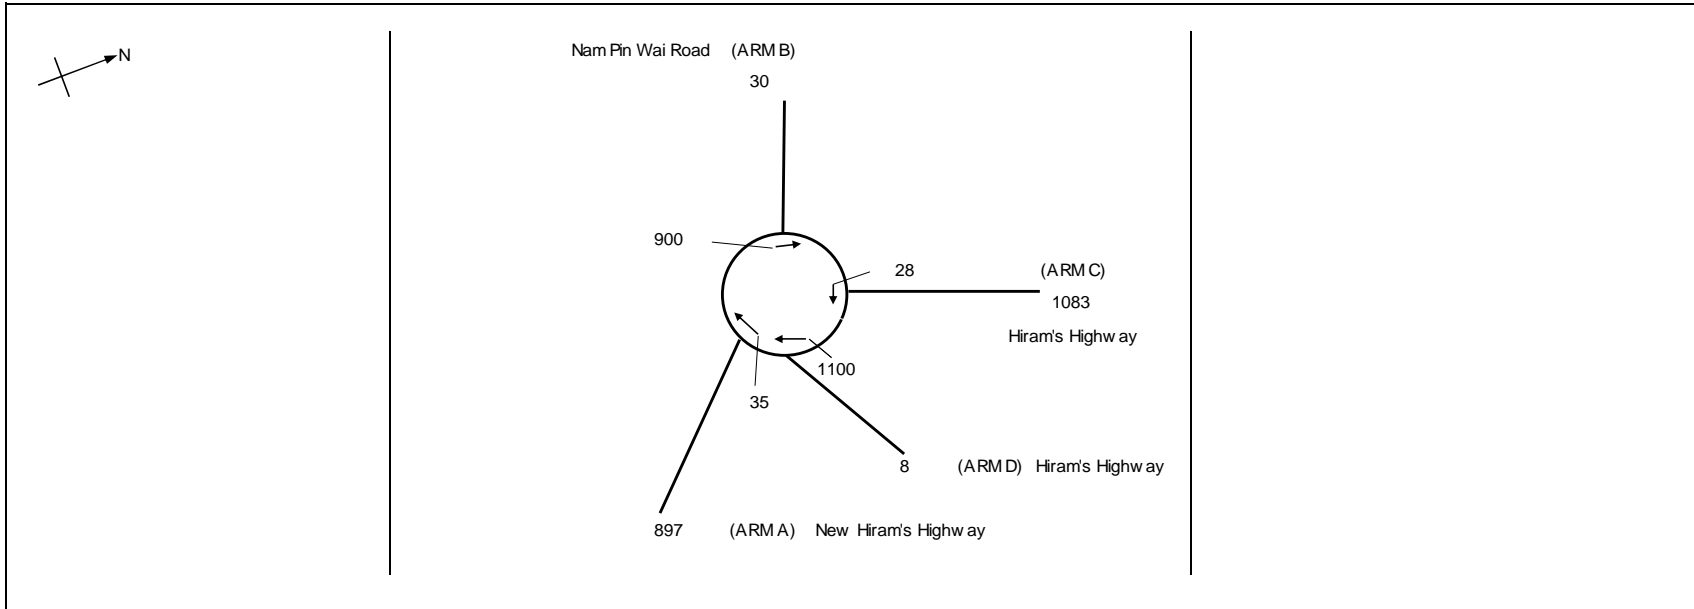 N
Nam Pin Wai Road (ARM B)
30
900
28
(ARM C)
1083
Hiram's Highway
1100
35
8 (ARM D) Hiram's Highway
897 (ARM A) New Hiram's Highway